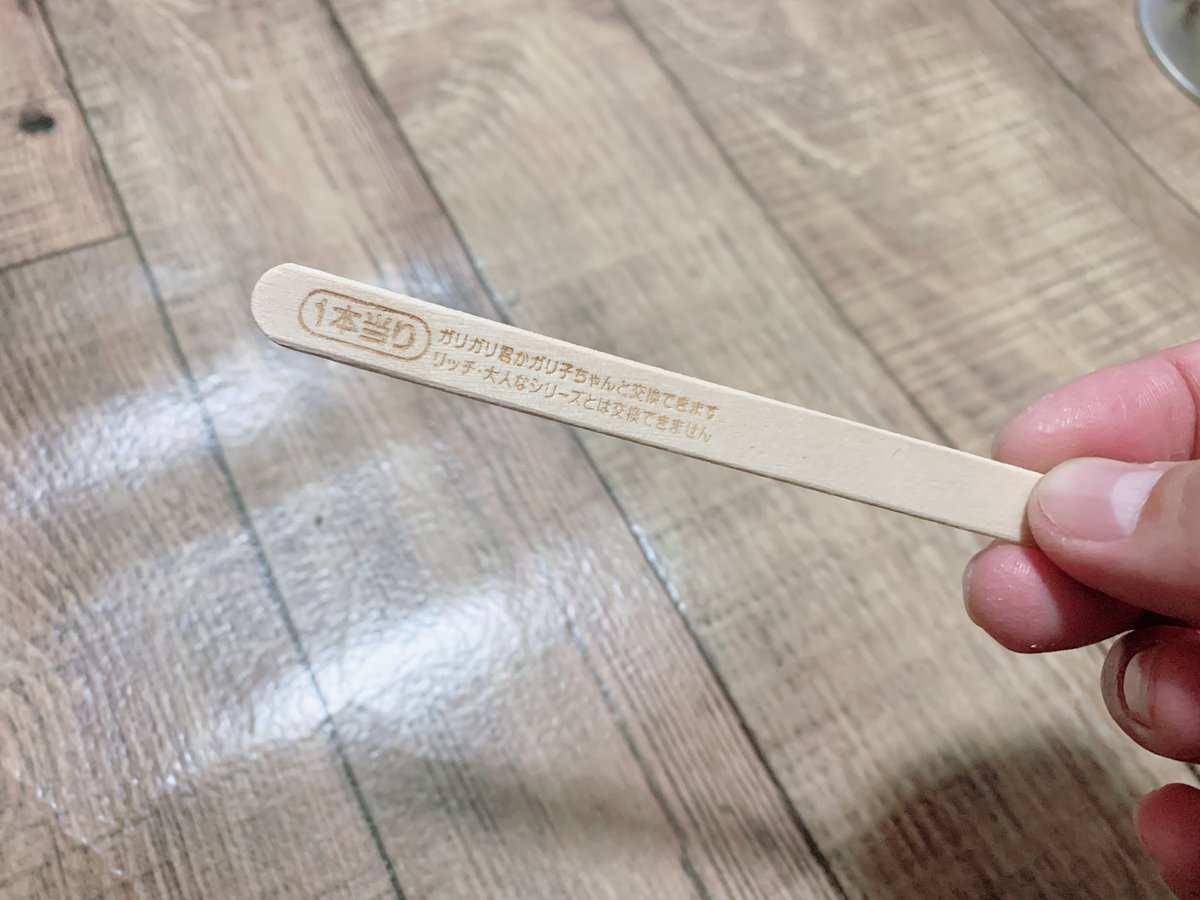 1本当り
ガリガリ君かガリ子ちゃんと交換できます
リッチ・大人なシリーズとは交換できません